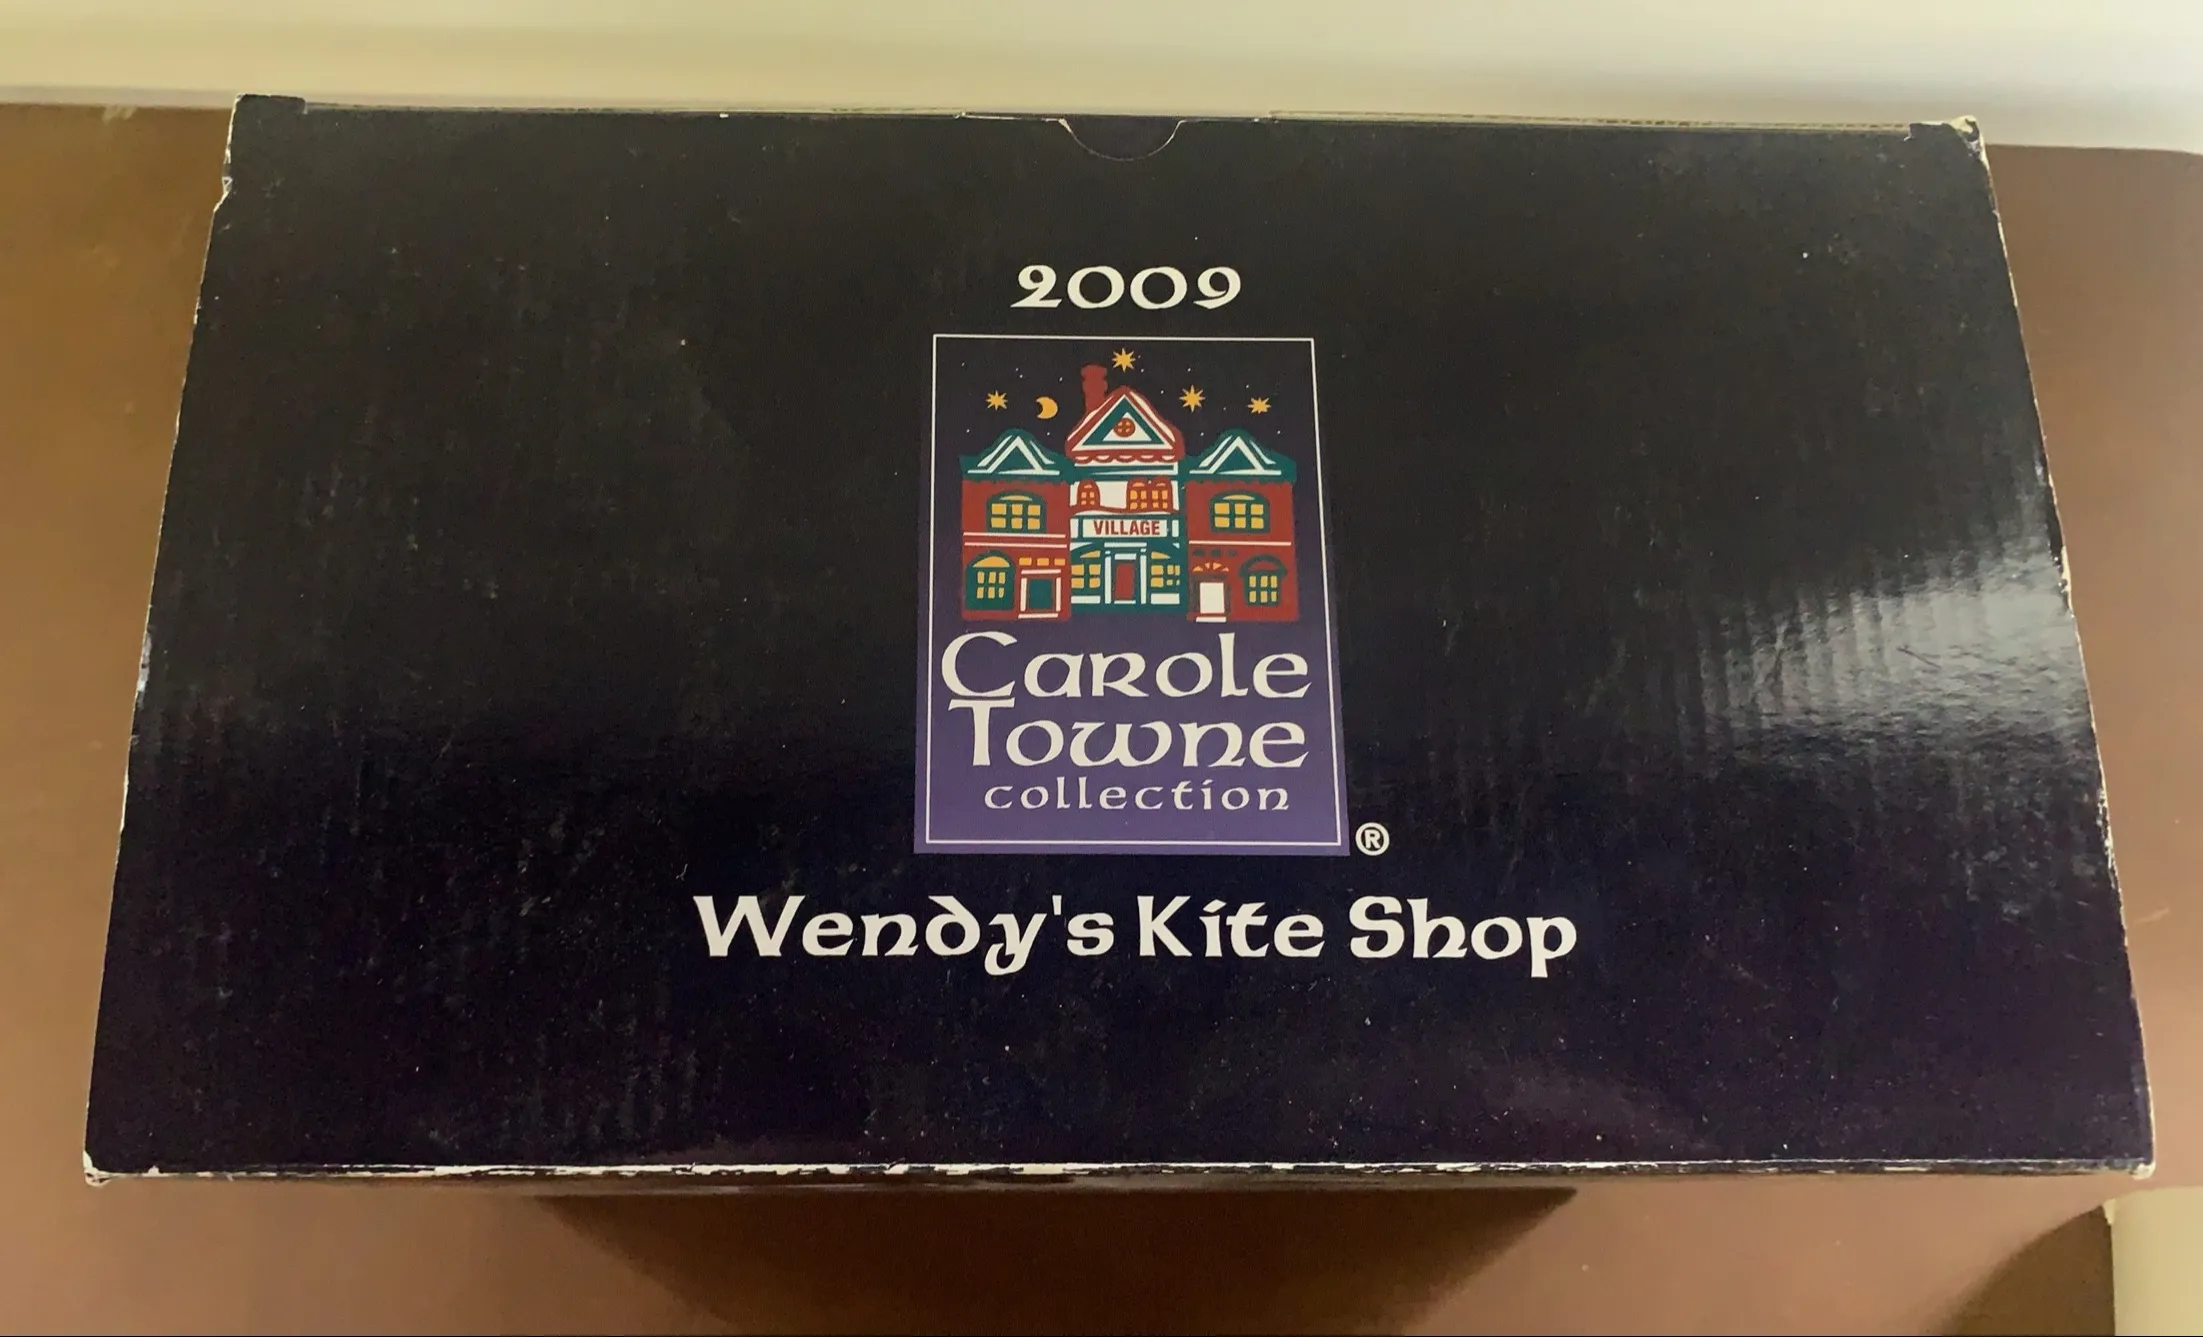 2009
VILLAGE
Carole
Towne
collection
®
Wendy's Kite Shop